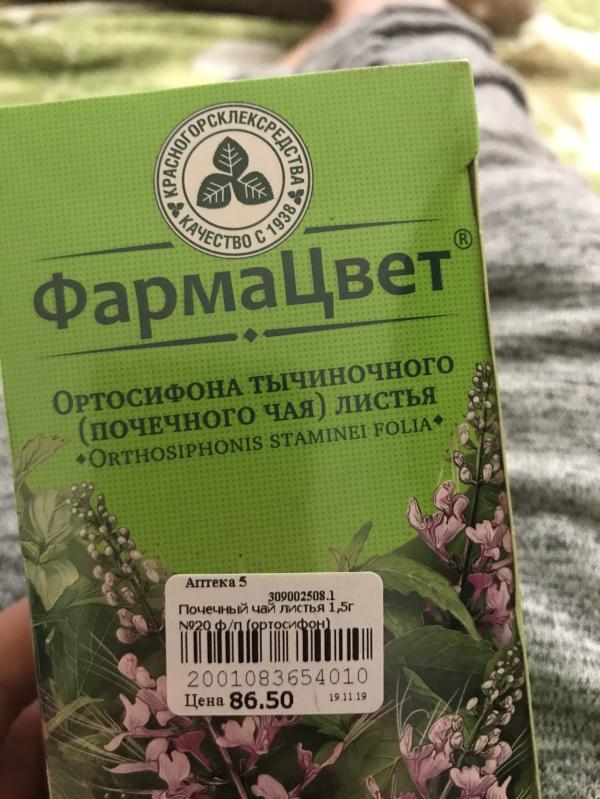 КРАСНОГОРСКЛЕКСРЕДСТВА
КАЧЕСТВО С 1938
ФармаЦвет®
Ортосифона тычиночного
(почечного чая) листья
Orthosiphonis staminei folia
Аптека 5
309002508.1
Почечный чай листья 1,5г
№20 ф/п (ортосифон)
2001083654010
Цена 86.50
19.11.19